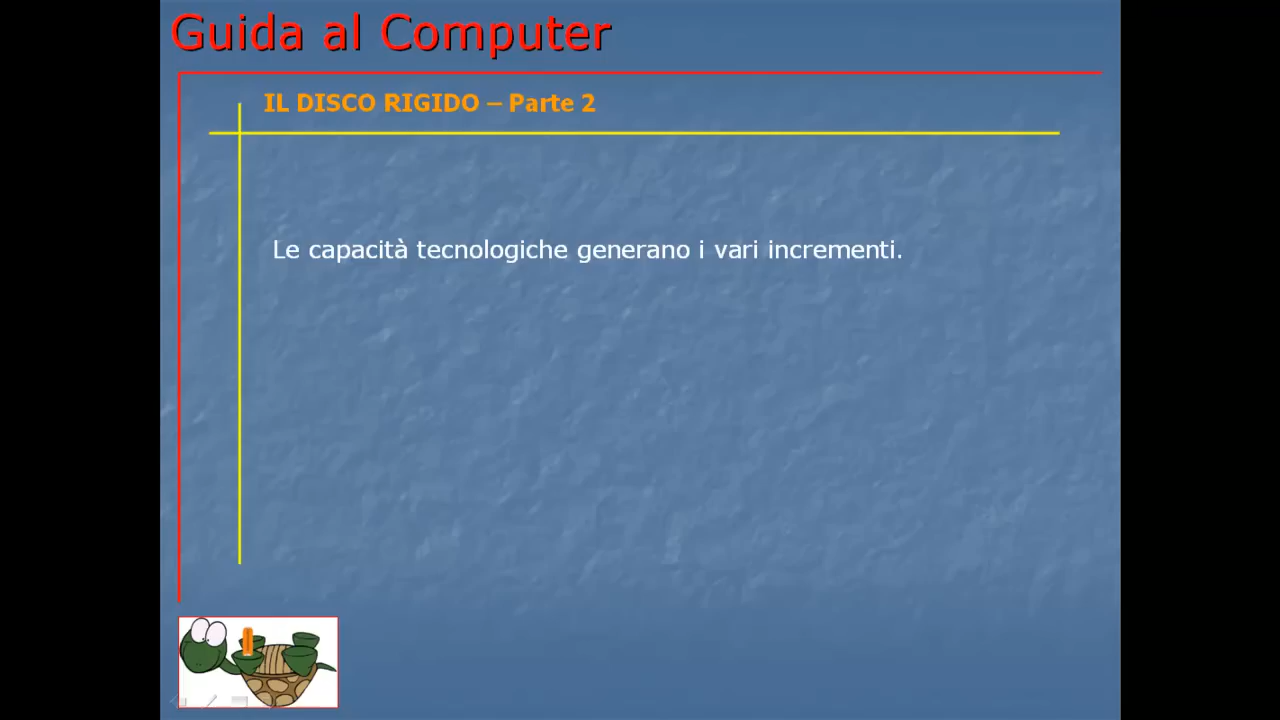 Guida al Computer
IL DISCO RIGIDO – Parte 2
Le capacità tecnologiche generano i vari incrementi.